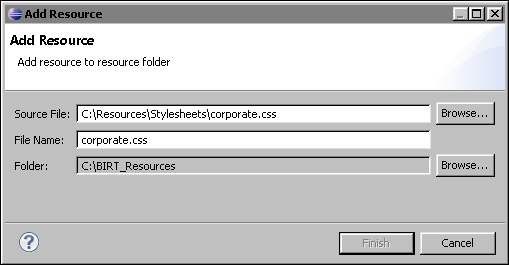 Add Resource
Add Resource
Add resource to resource folder
Source File: C:\Resources\Stylesheets\corporate.css Browse...
File Name: corporate.css
Folder: C:\BIRT_Resources Browse...
? Finish Cancel